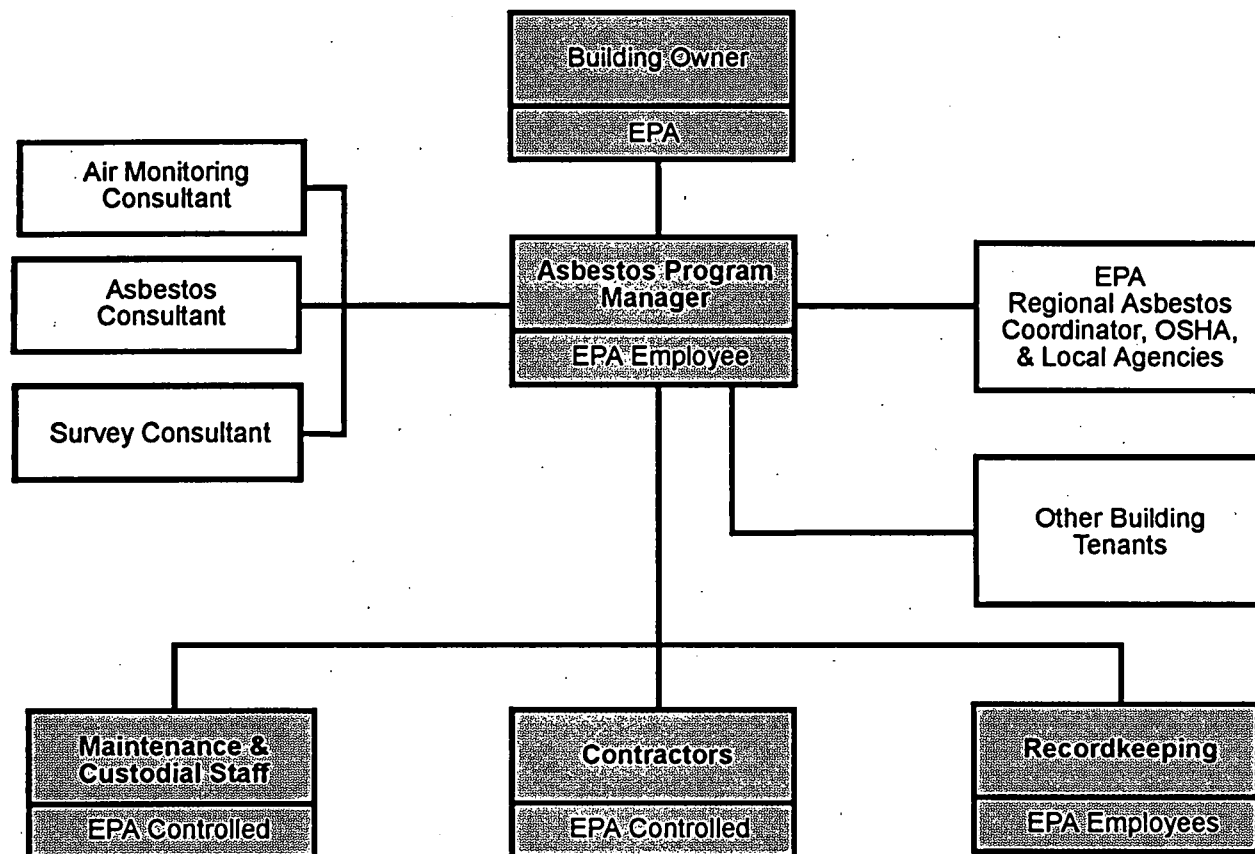 Building Owner
EPA
Air Monitoring
Consultant
Asbestos
Consultant
Survey Consultant
Asbestos Program
Manager
EPA Employee
EPA
Regional Asbestos
Coordinator, OSHA,
& Local Agencies
Other Building
Tenants
Maintenance &
Custodial Staff
EPA Controlled
Contractors
EPA Controlled
Recordkeeping
EPA Employees